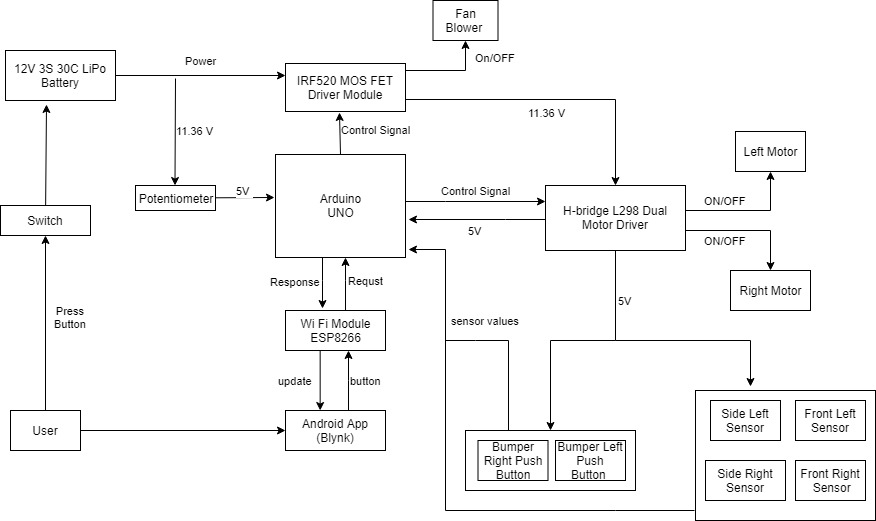 Fan
Blower
On/OFF
12V 3S 30C LiPo
Battery
Power
IRF520 MOS FET
Driver Module
11.36 V
11.36 V
Control Signal
Left Motor
Potentiometer
5V
Arduino
UNO
Control Signal
H-bridge L298 Dual
Motor Driver
ON/OFF
Switch
5V
ON/OFF
Response
Requst
Right Motor
5V
Press
Button
Wi Fi Module
ESP8266
sensor values
update
button
User
Android App
(Blynk)
Bumper
Right Push
Button
Bumper Left
Push
Button
Side Left
Sensor
Front Left
Sensor
Side Right
Sensor
Front Right
Sensor